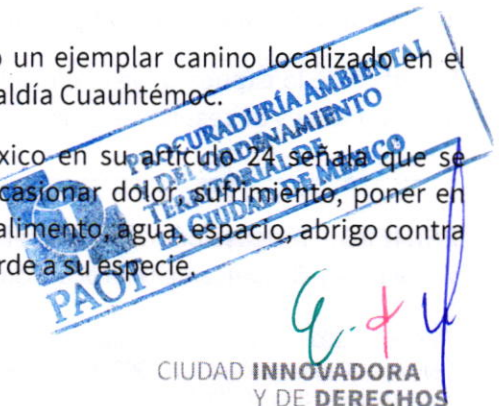 o un ejemplar canino localizado en el
aldía Cuauhtémoc.
xico en su artículo 24 señala que se
casionar dolor, sufrimiento, poner en
alimento, agua, espacio, abrigo contra
rde a su especie.
PROCURADURÍA AMBIENTAL
Y DEL ORDENAMIENTO
TERRITORIAL DE
LA CIUDAD DE MÉXICO
PAOT
CIUDAD INNOVADORA
Y DE DERECHOS